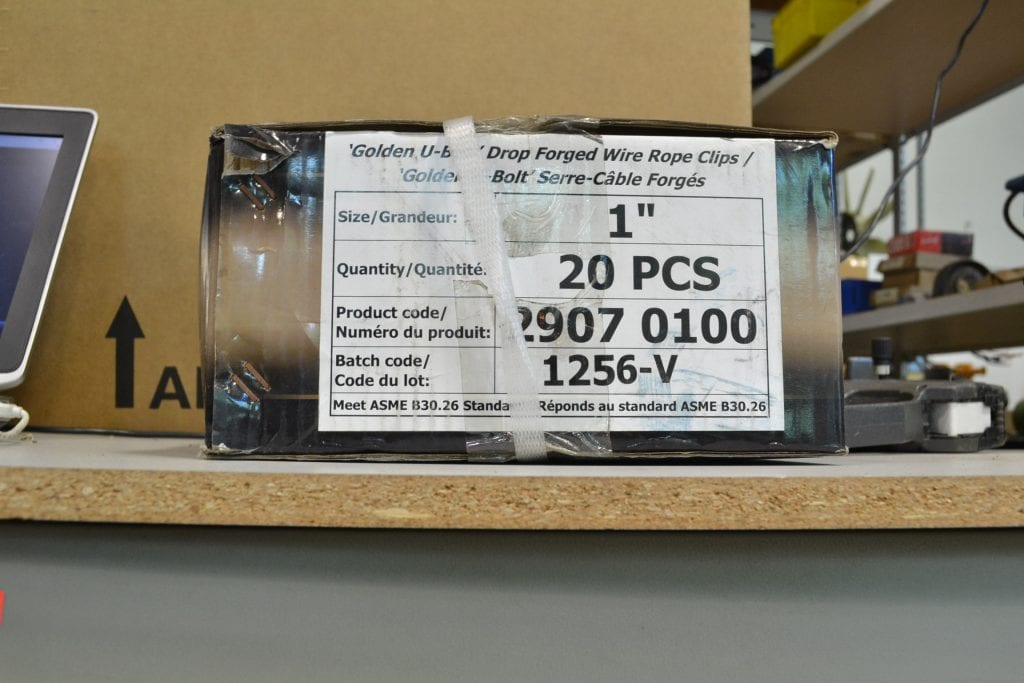 'Golden U-B ' Drop Forged Wire Rope Clips /
'Golde -Bolt' Serre-Câble Forgés
Size/Grandeur: 1"
Quantity/Quantité. 20 PCS
Product code/
Numéro du produit: 2907 0100
Batch code/
Code du lot: 1256-V
Meet ASME B30.26 Standa Réponds au standard ASME B30.26